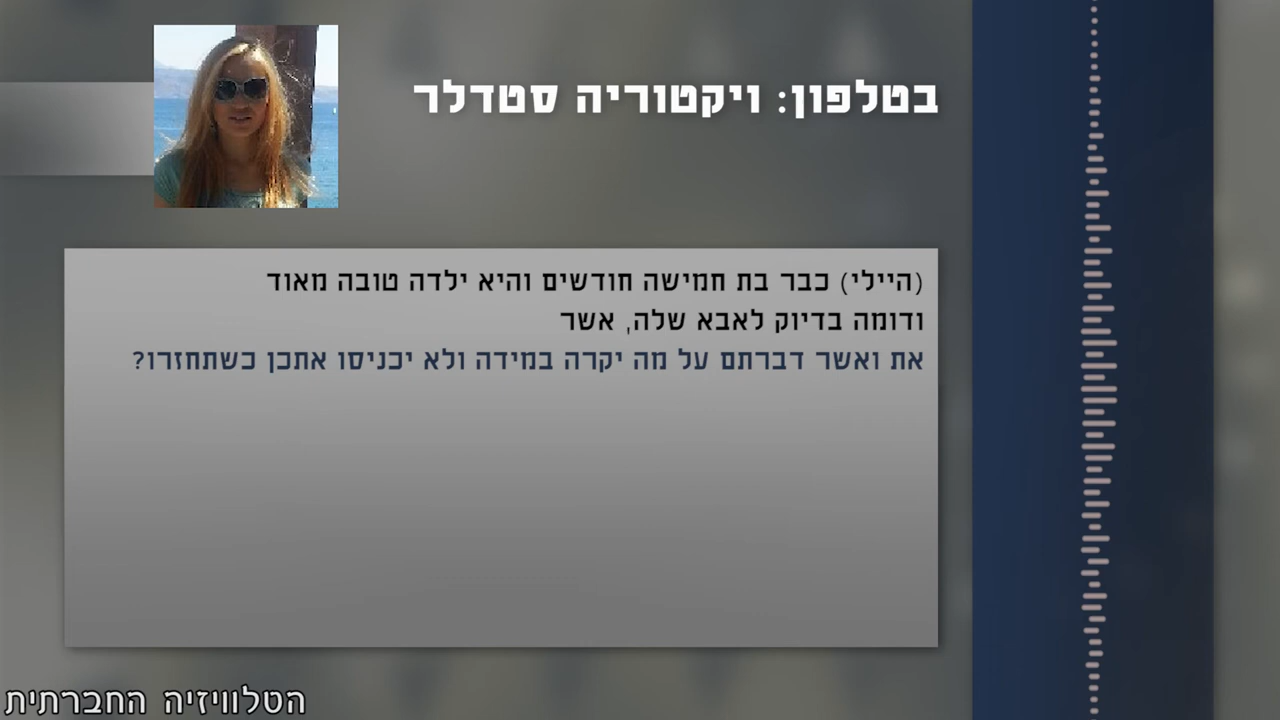 בטלפון: ויקטוריה סטדלר
(היילי) כבר בת חמישה חודשים והיא ילדה טובה מאוד
ודומה בדיוק לאבא שלה, אשר
את ואשר דברתם על מה יקרה במידה ולא יכניסו אתכן כשתחזרו?
הטלוויזיה החברתית